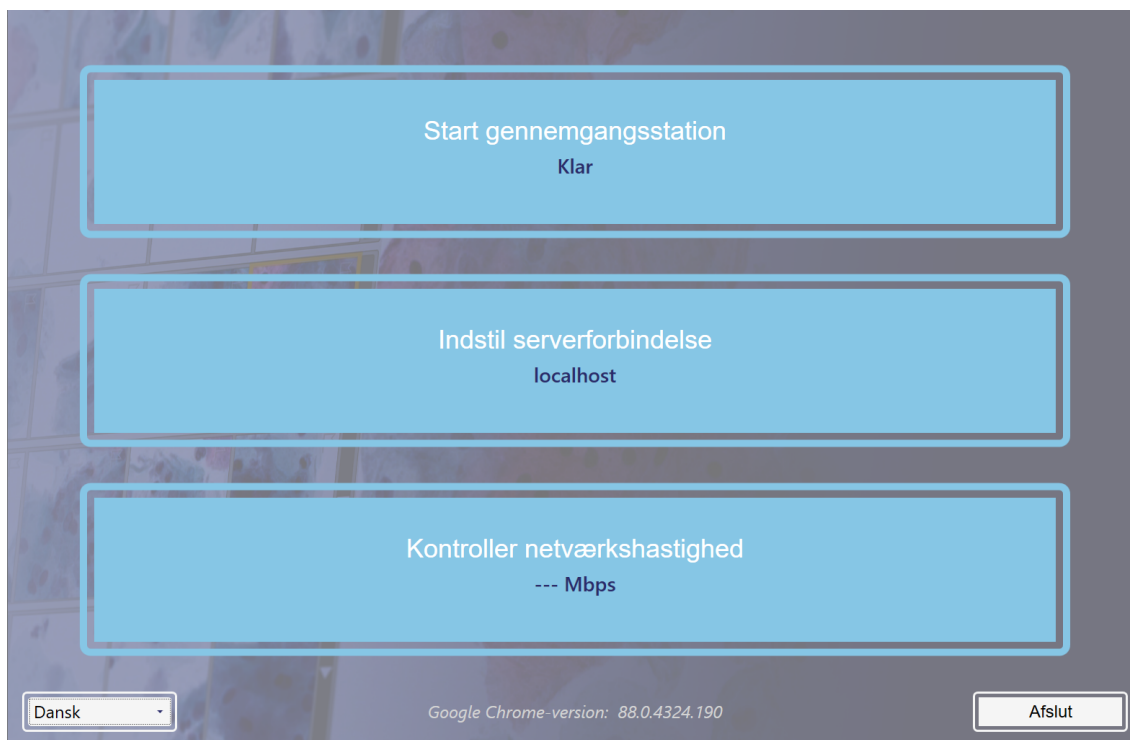 Start gennemgangsstation
Klar
Indstil serverforbindelse
localhost
Kontroller netværkshastighed
--- Mbps
Dansk
Google Chrome-version: 88.0.4324.190
Afslut